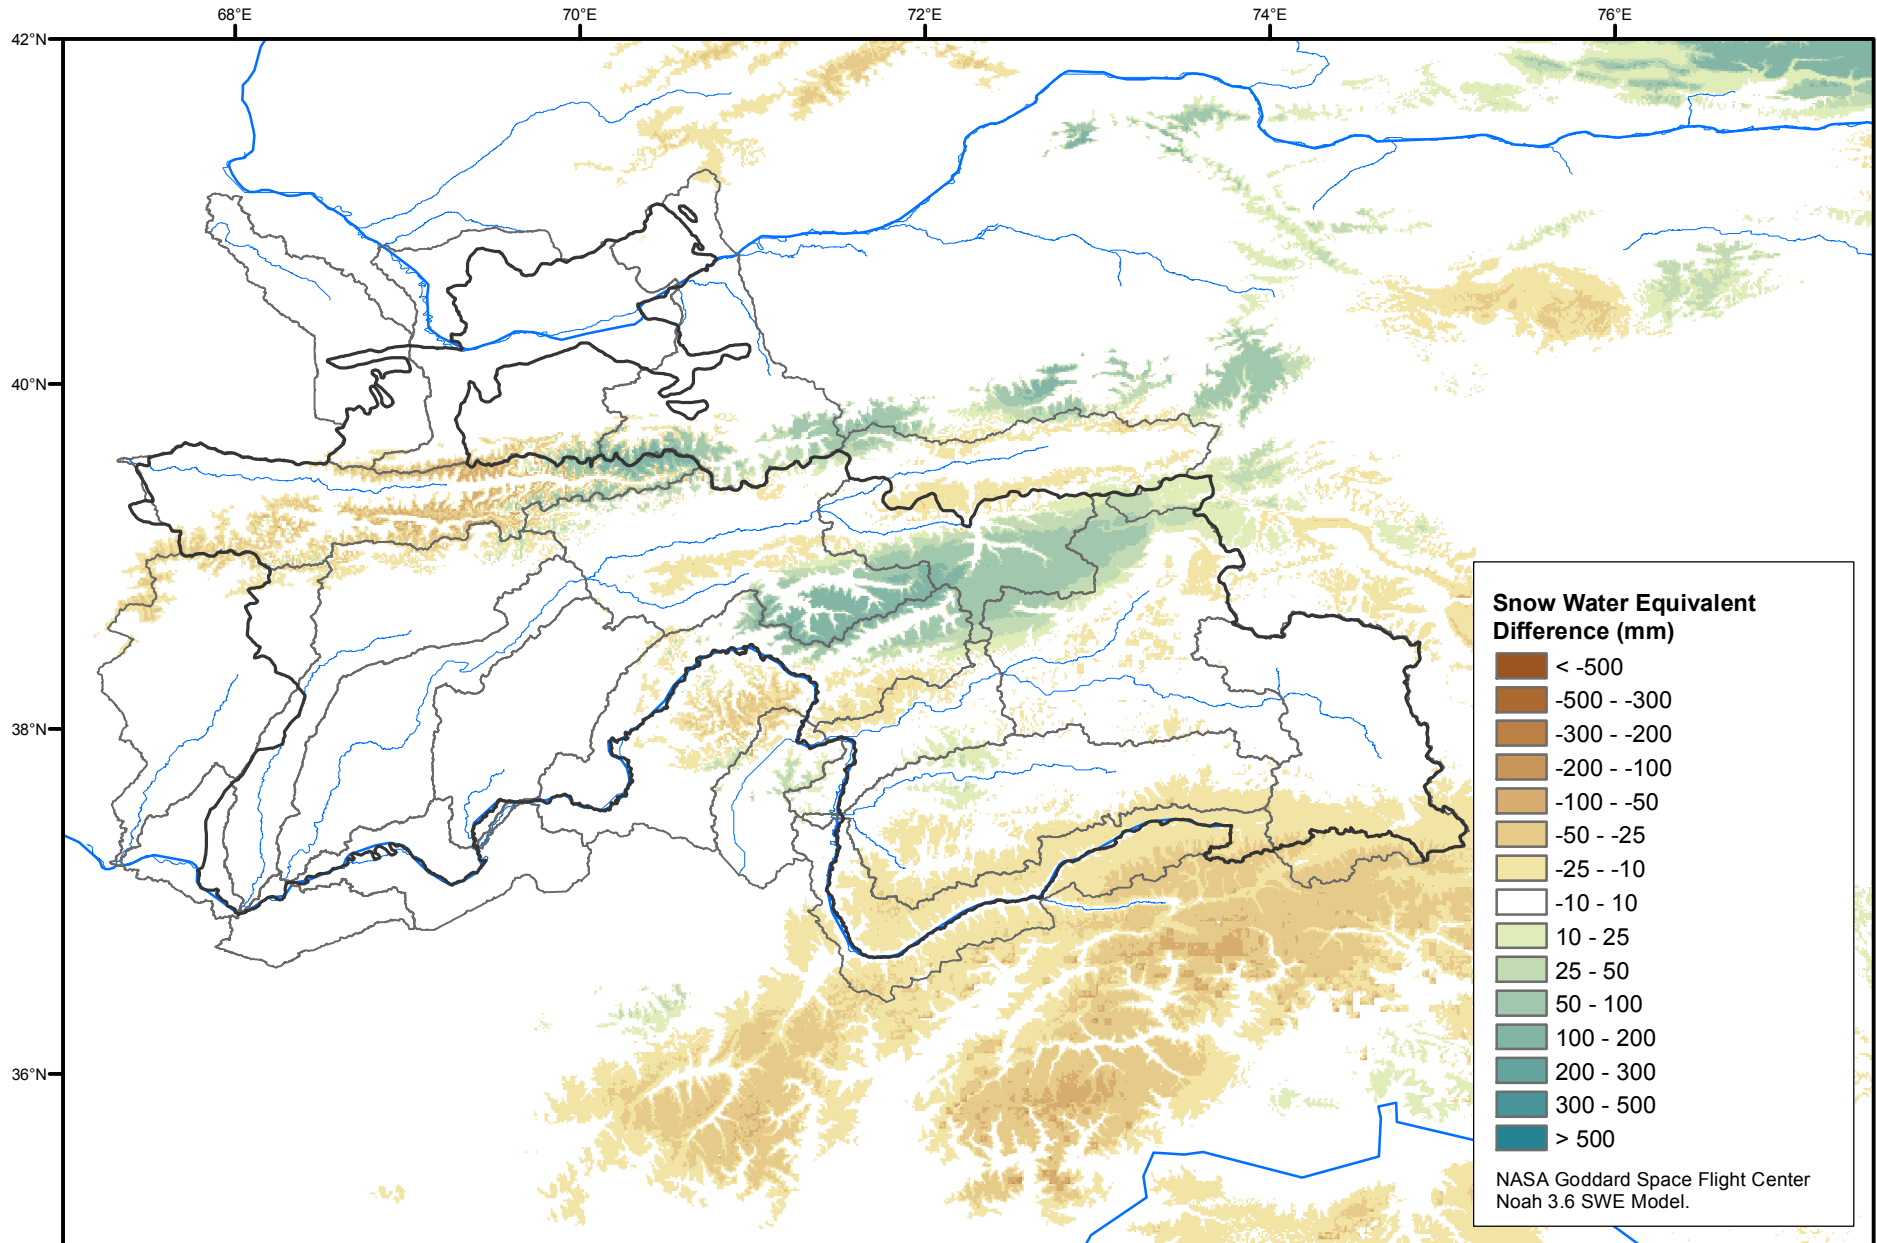 68°E
70°E
72°E
74°E
76°E
42°N
40°N
38°N
36°N
Snow Water Equivalent
Difference (mm)
< -500
-500 - -300
-300 - -200
-200 - -100
-100 - -50
-50 - -25
-25 - -10
-10 - 10
10 - 25
25 - 50
50 - 100
100 - 200
200 - 300
300 - 500
> 500
NASA Goddard Space Flight Center
Noah 3.6 SWE Model.